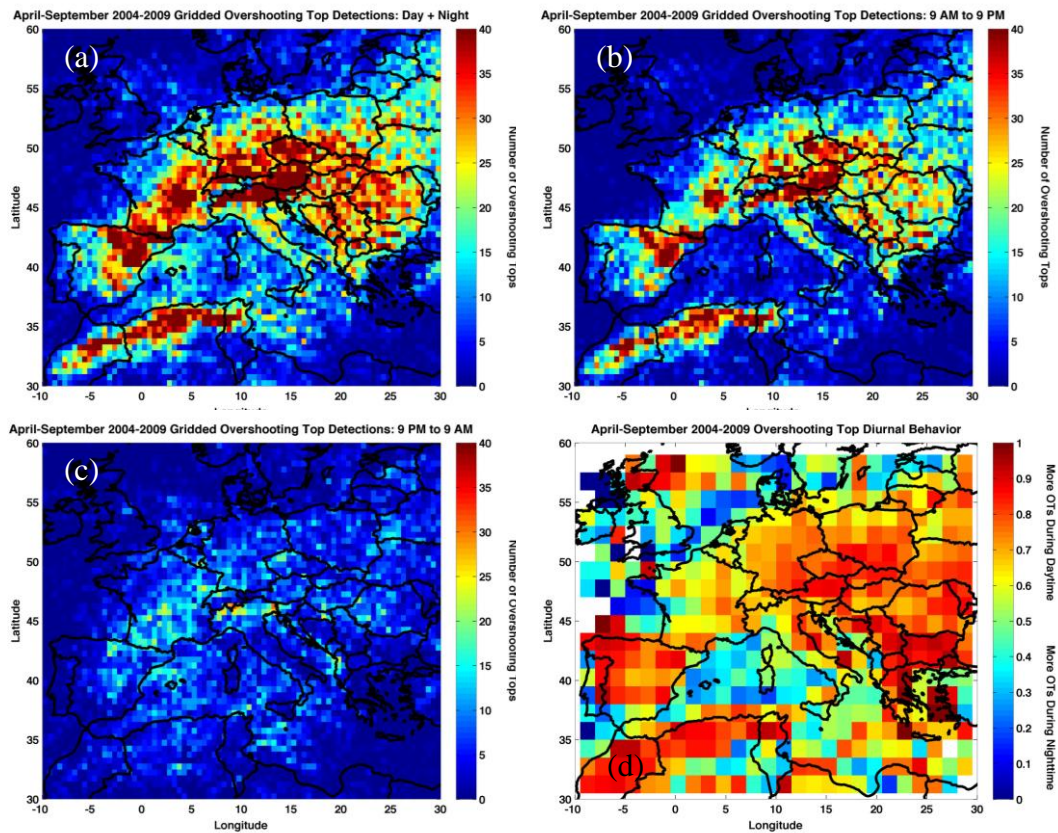 April-September 2004-2009 Gridded Overshooting Top Detections: Day + Night
(a)
Latitude
60
55
50
45
40
35
30
-10 -5 0 5 10 15 20 25 30
Longitude
40
35
30
25
20
15
10
5
0
Number of Overshooting Tops
April-September 2004-2009 Gridded Overshooting Top Detections: 9 AM to 9 PM
(b)
Latitude
60
55
50
45
40
35
30
-10 -5 0 5 10 15 20 25 30
Longitude
40
35
30
25
20
15
10
5
0
Number of Overshooting Tops
April-September 2004-2009 Gridded Overshooting Top Detections: 9 PM to 9 AM
(c)
Latitude
60
55
50
45
40
35
30
-10 -5 0 5 10 15 20 25 30
Longitude
40
35
30
25
20
15
10
5
0
Number of Overshooting Tops
April-September 2004-2009 Overshooting Top Diurnal Behavior
(d)
Latitude
60
55
50
45
40
35
30
-10 -5 0 5 10 15 20 25 30
Longitude
1
0.9
0.8
0.7
0.6
0.5
0.4
0.3
0.2
0.1
0
More OTs During Daytime
More OTs During Nighttime